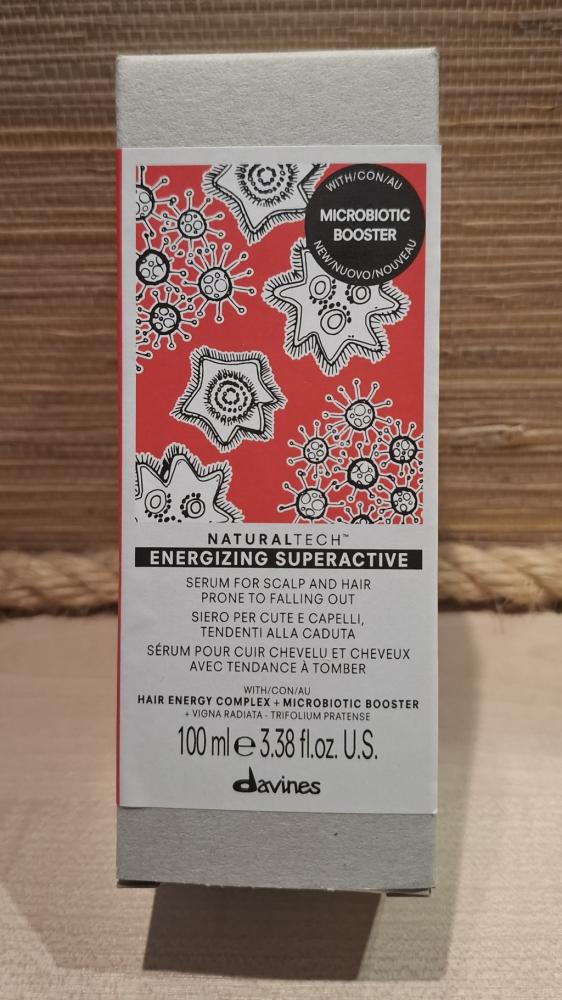 WITH/CON/AU
MICROBIOTIC
BOOSTER
NEW/NUOVO/NOUVEAU
NATURALTECH™
ENERGIZING SUPERACTIVE
SERUM FOR SCALP AND HAIR
PRONE TO FALLING OUT
SIERO PER CUTE E CAPELLI,
TENDENTI ALLA CADUTA
SÉRUM POUR CUIR CHEVELU ET CHEVEUX
AVEC TENDANCE À TOMBER
WITH/CON/AU
HAIR ENERGY COMPLEX + MICROBIOTIC BOOSTER
+ VIGNA RADIATA - TRIFOLIUM PRATENSE
100 ml ℮ 3.38 fl.oz. U.S.
davines